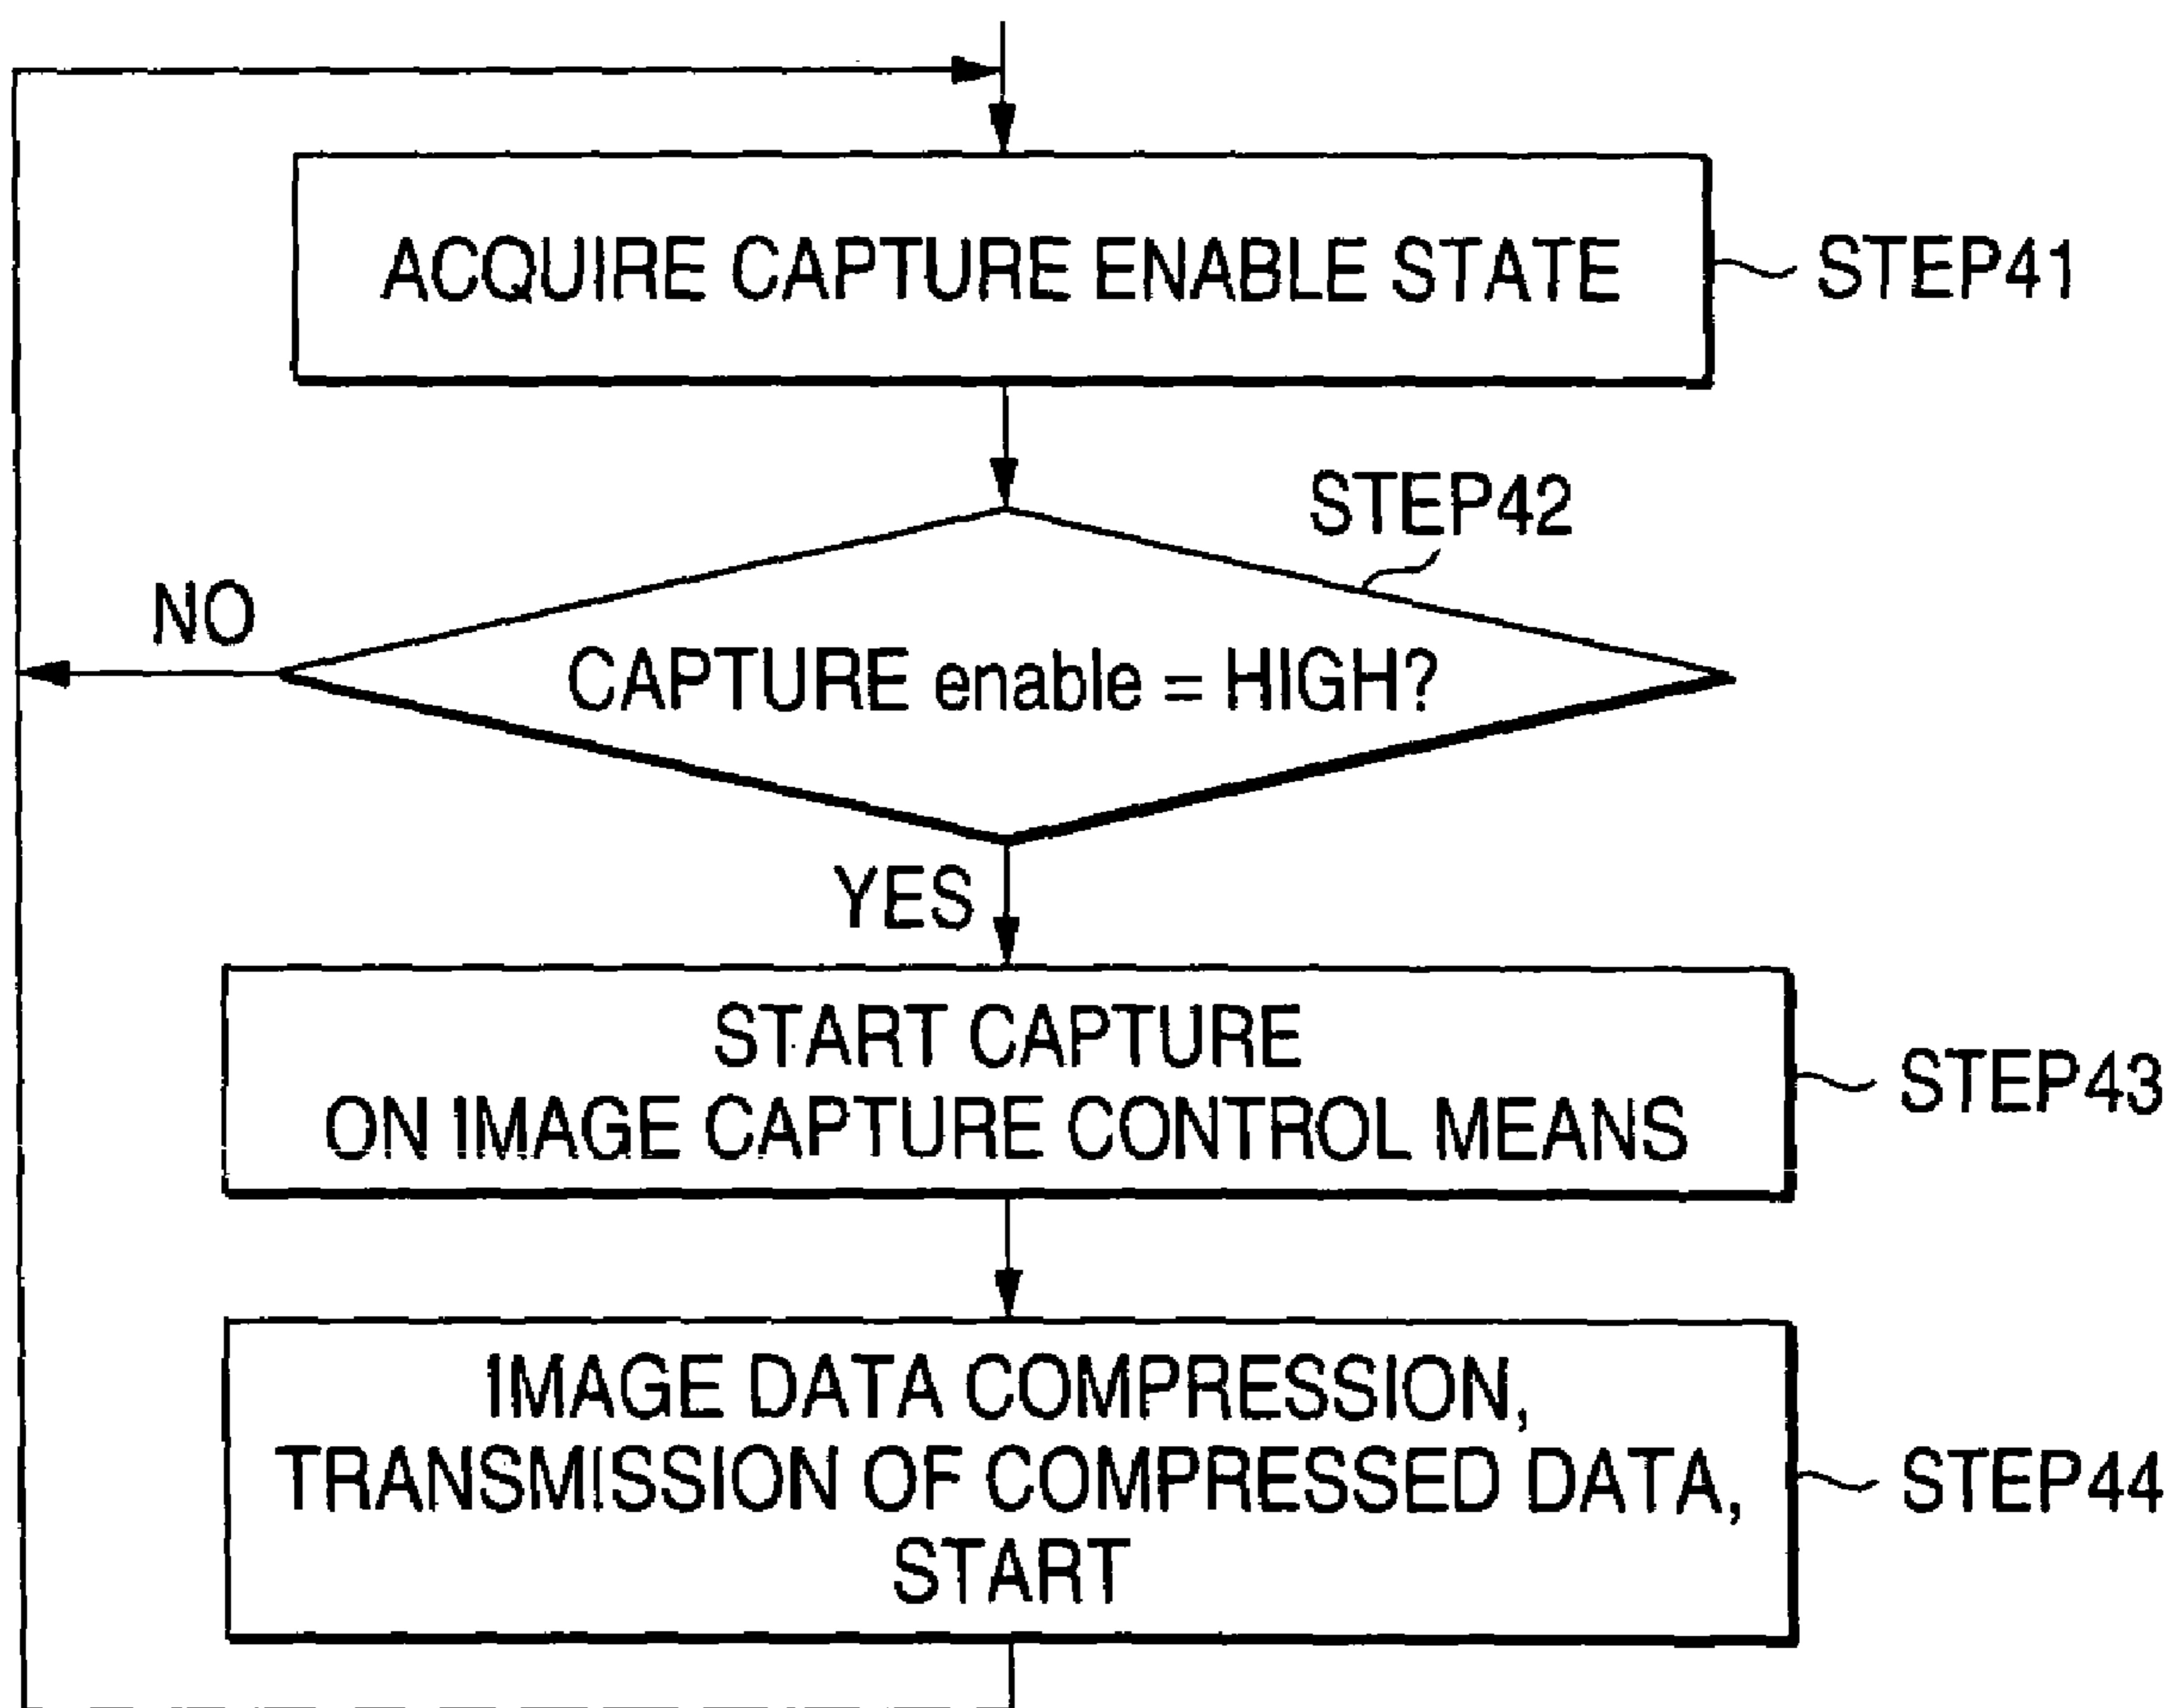 ACQUIRE CAPTURE ENABLE STATE
STEP41
STEP42
NO
CAPTURE enable = HIGH?
YES
START CAPTURE
ON IMAGE CAPTURE CONTROL MEANS
STEP43
IMAGE DATA COMPRESSION,
TRANSMISSION OF COMPRESSED DATA,
START
STEP44